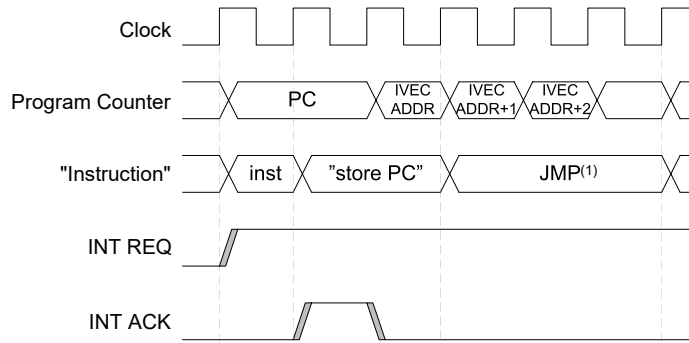 Clock
Program Counter
PC
IVEC
ADDR
IVEC
ADDR+1
IVEC
ADDR+2
"Instruction"
inst
"store PC"
JMP(1)
INT REQ
INT ACK